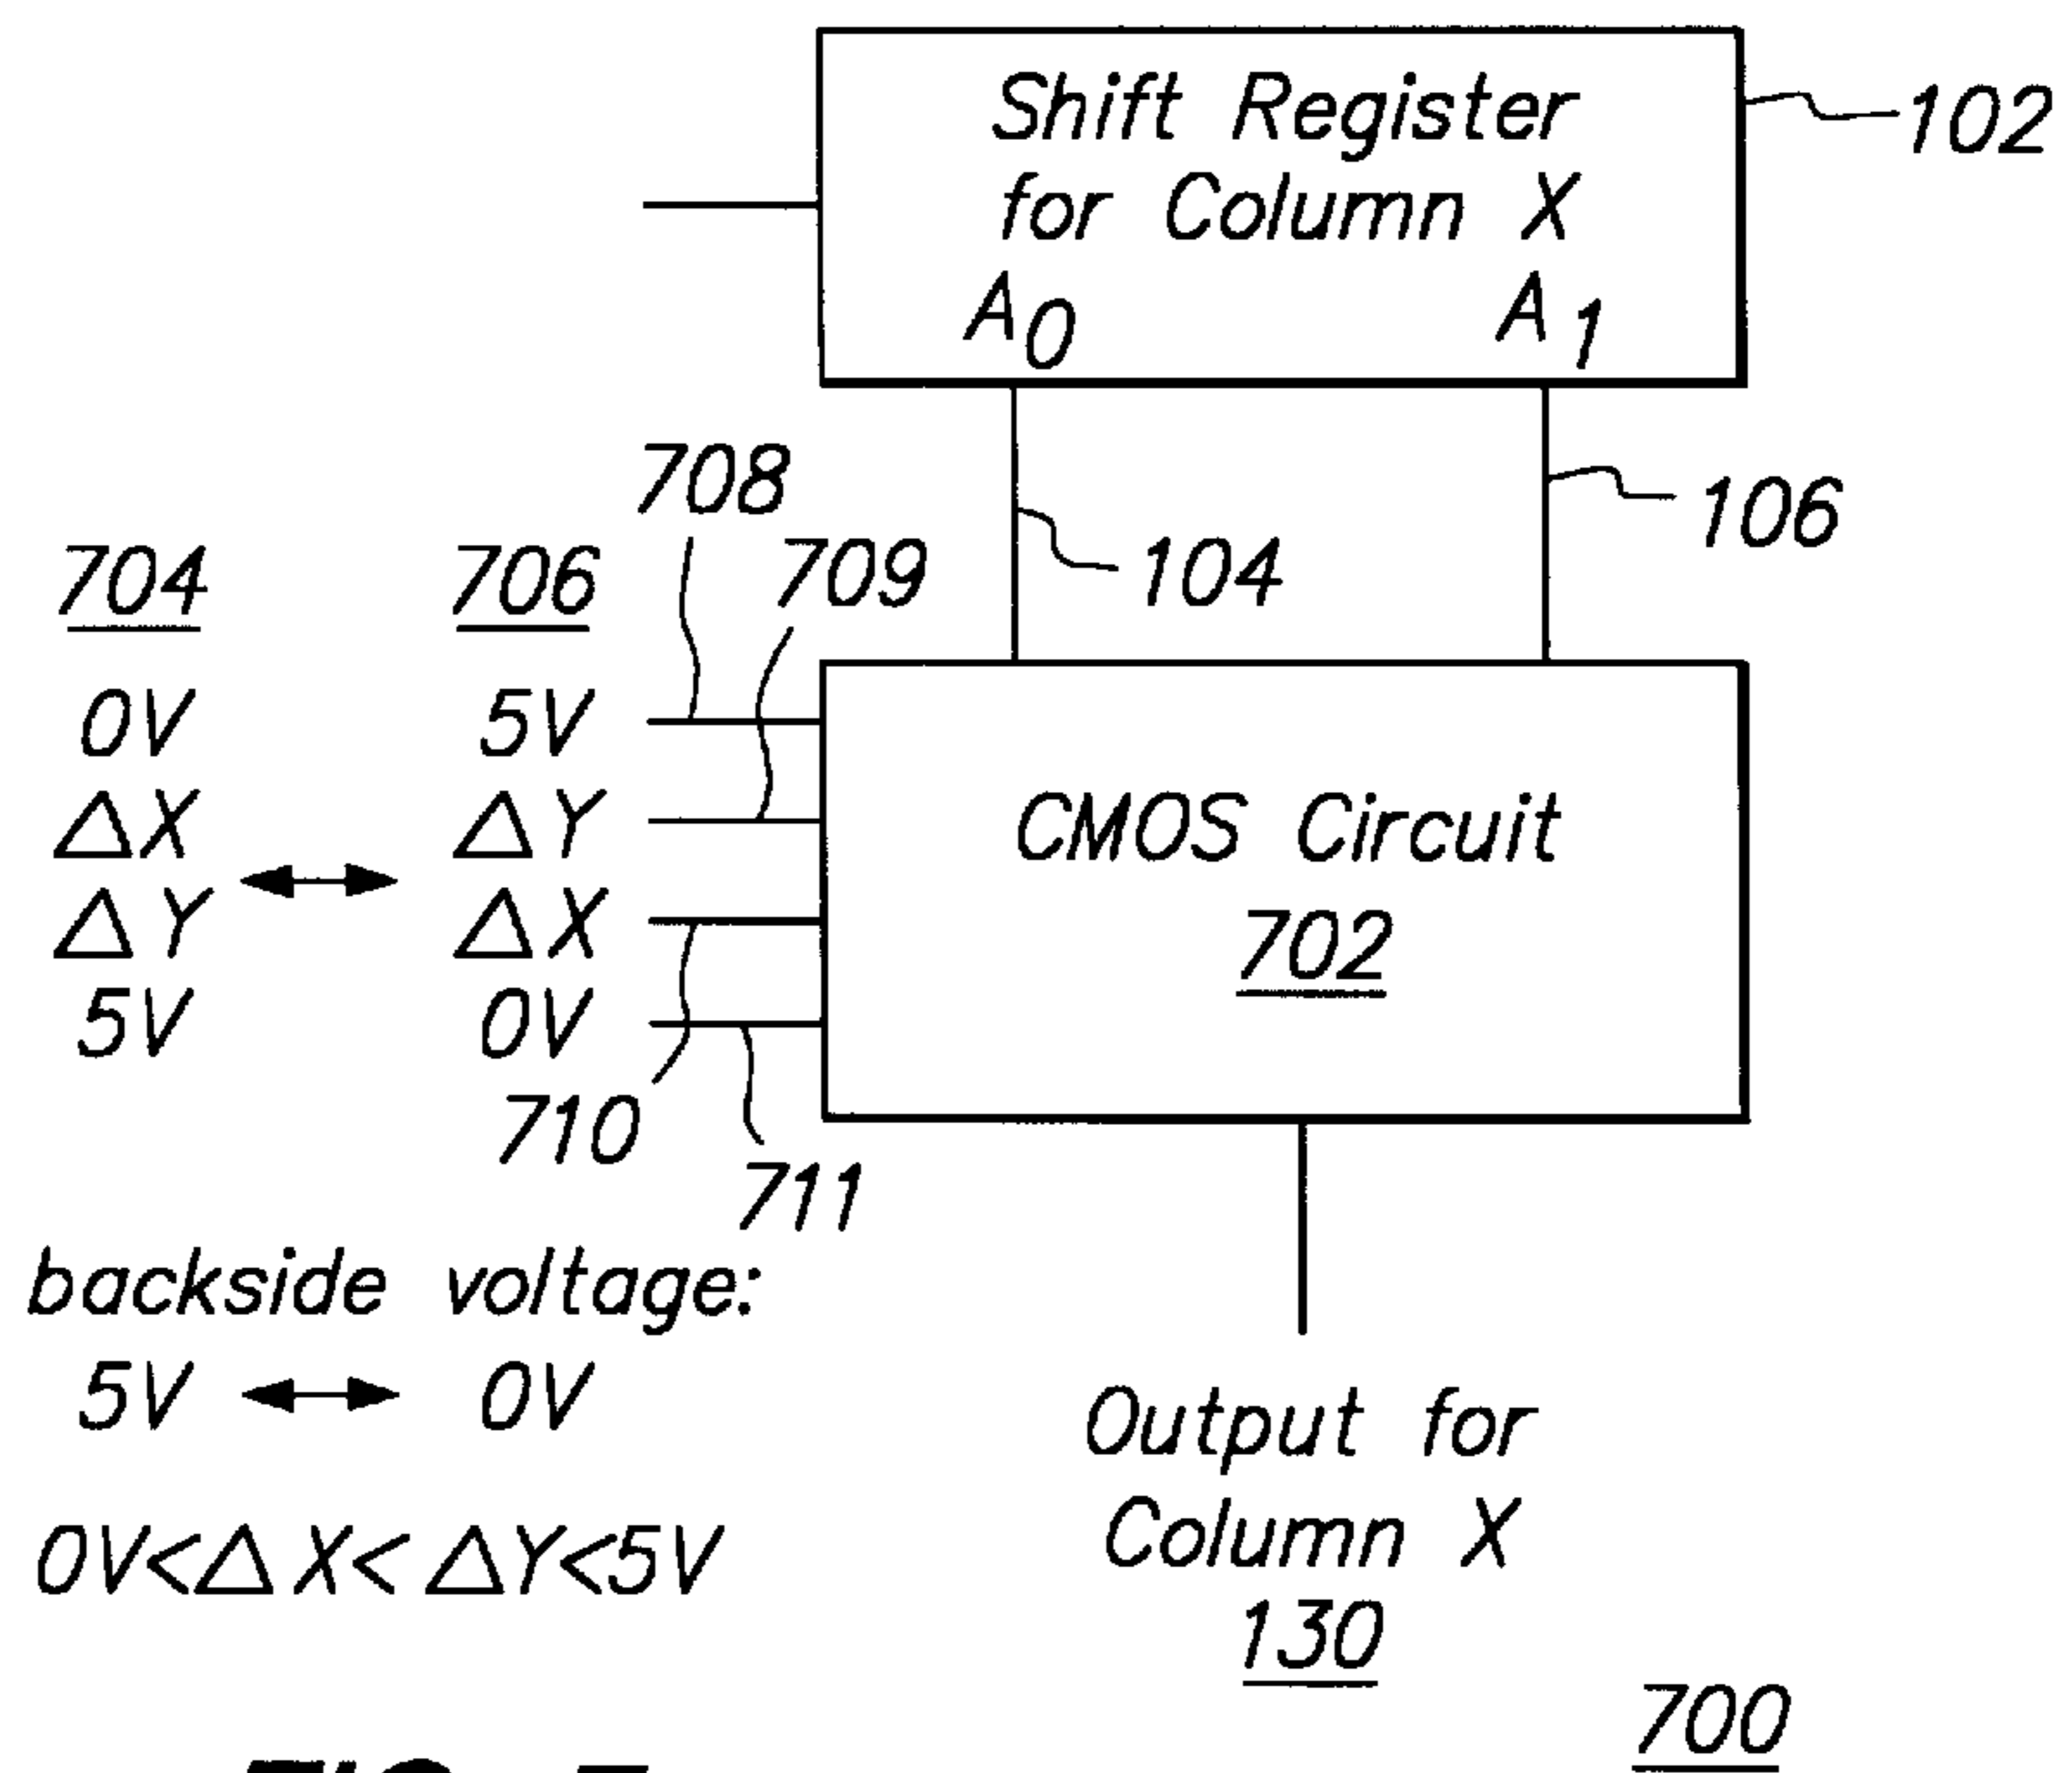 Shift Register
for Column X
A0 A1
102
708
709
104
106
704 706
0V 5V
ΔX ΔY
ΔY ΔX
5V 0V
CMOS Circuit
702
710
711
backside voltage:
5V 0V
0V<ΔX<ΔY<5V
Output for
Column X
130
700